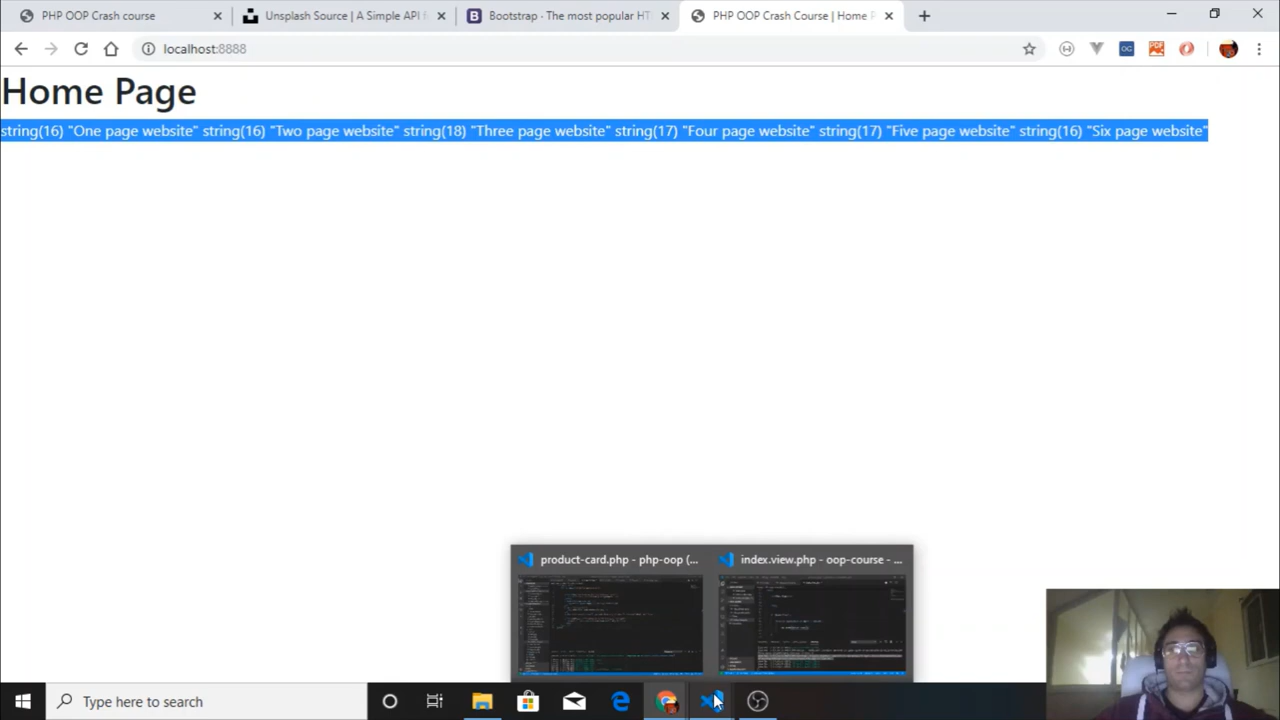 PHP OOP Crash course
Unsplash Source | A Simple API f
Bootstrap · The most popular HT
PHP OOP Crash Course | Home P
localhost:8888
OG
PDF
Home Page
string(16) "One page website" string(16) "Two page website" string(18) "Three page website" string(17) "Four page website" string(17) "Five page website" string(16) "Six page website"
product-card.php - php-oop (...
index.view.php - oop-course - ...
Type here to search